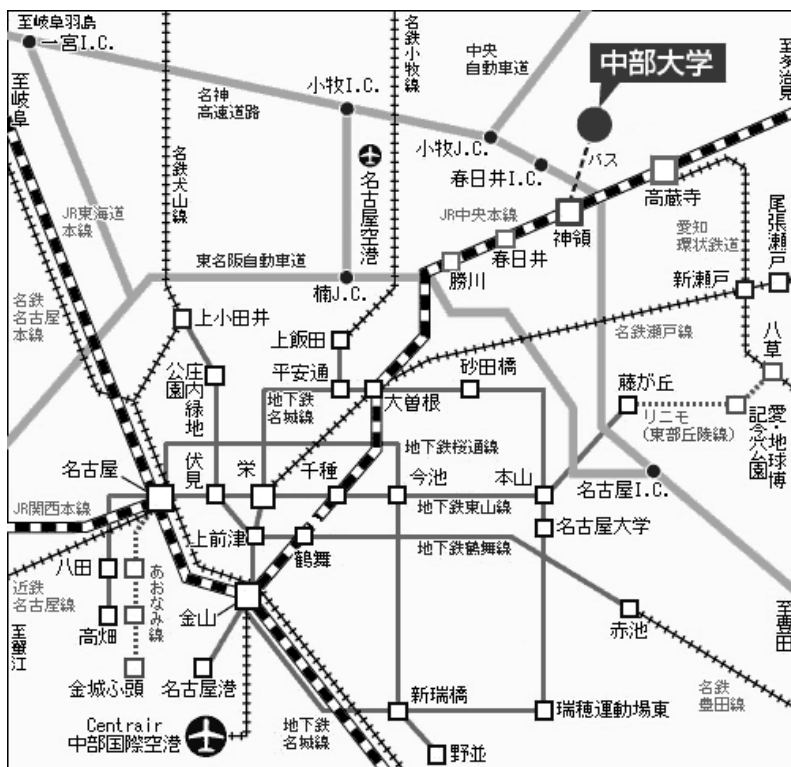 至岐阜羽島
一宮I.C.
至岐阜
名神
高速道路
名鉄犬山線
小牧I.C.
名鉄小牧線
中央
自動車道
中部大学
至多治見
小牧J.C.
バス
春日井I.C.
高蔵寺
名古屋空港
JR東海道
本線
JR中央本線
神領
春日井
勝川
愛知
環状鉄道
尾張瀬戸
新瀬戸
東名阪自動車道
楠J.C.
名鉄
名古屋
本線
上小田井
上飯田
名鉄瀬戸線
八草
庄内緑地
公園
平安通
地下鉄
名城線
大曽根
砂田橋
藤が丘
リニモ
(東部丘陵線)
愛・地球博
記念公園
地下鉄桜通線
名古屋
伏見
栄
千種
今池
本山
名古屋I.C.
JR関西本線
地下鉄東山線
上前津
鶴舞
名古屋大学
地下鉄鶴舞線
八田
近鉄
名古屋線
あおなみ線
高畑
金山
赤池
至蟹江
至豊田
金城ふ頭
名古屋港
新瑞橋
瑞穂運動場東
名鉄
豊田線
Centrair
中部国際空港
地下鉄
名城線
野並